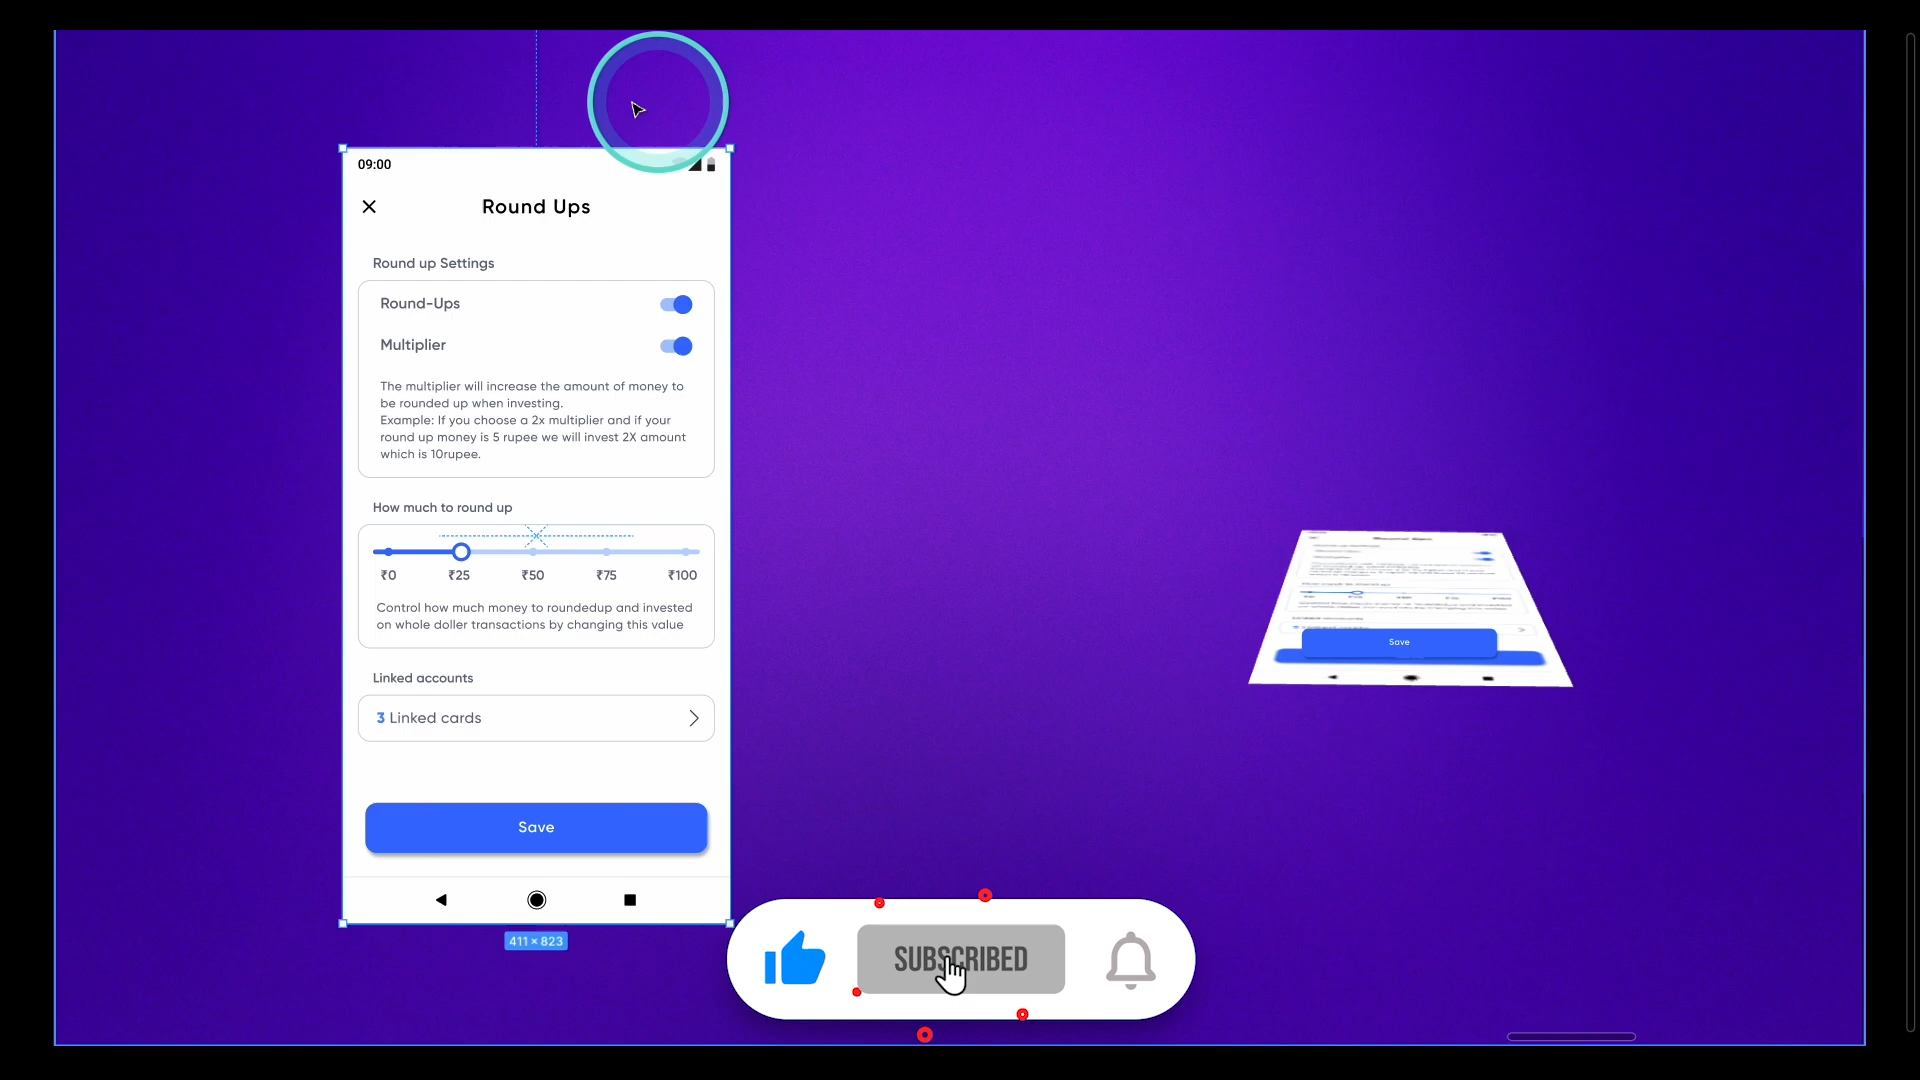 09:00
Round Ups
Round up Settings
Round-Ups
Multiplier
The multiplier will increase the amount of money to
be rounded up when investing.
Example: If you choose a 2x multiplier and if your
round up money is 5 rupee we will invest 2X amount
which is 10rupee.
How much to round up
₹0 ₹25 ₹50 ₹75 ₹100
Control how much money to roundedup and invested
on whole doller transactions by changing this value
Linked accounts
3 Linked cards
Save
411 × 823
Save
SUBSCRIBED